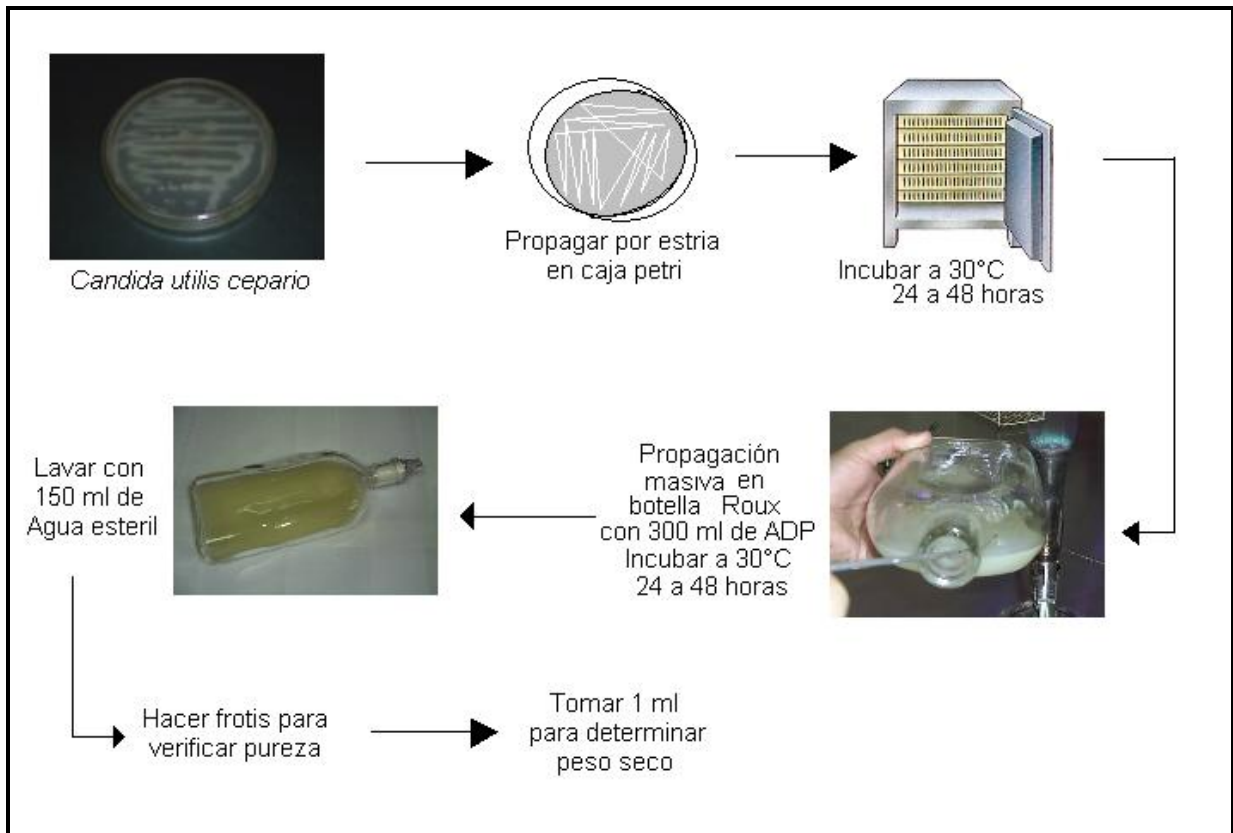 Candida utilis cepario
Propagar por estria
en caja petri
Incubar a 30°C
24 a 48 horas
Propagación
masiva en
botella Roux
con 300 ml de ADP
Incubar a 30°C
24 a 48 horas
Lavar con
150 ml de
Agua esteril
Hacer frotis para
verificar pureza
Tomar 1 ml
para determinar
peso seco